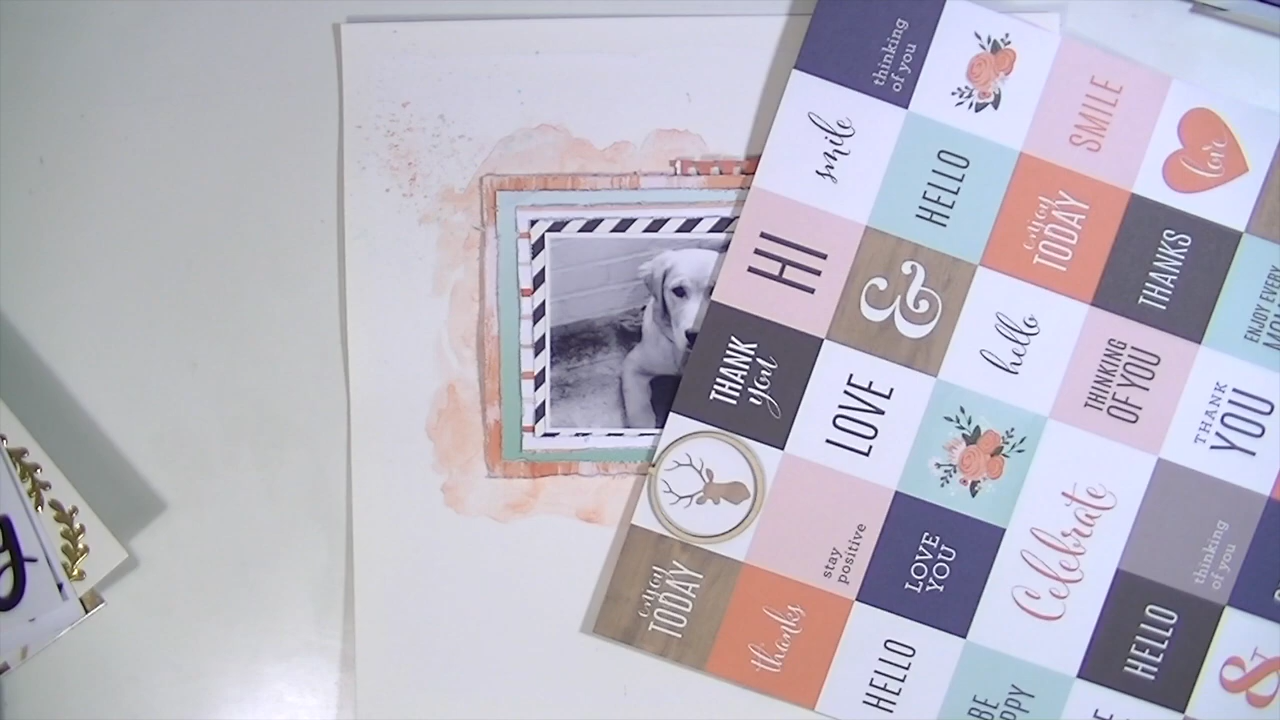 thinking
of you
SMILE
love
smile
HELLO
enjoy
TODAY
THANKS
ENJOY EVERY
HI
&
hello
THINKING
OF YOU
THANK
YOU
THANK
you
LOVE
Celebrate
thinking
of you
stay
positive
LOVE
YOU
HELLO
&
enjoy
TODAY
thanks
HELLO
BE